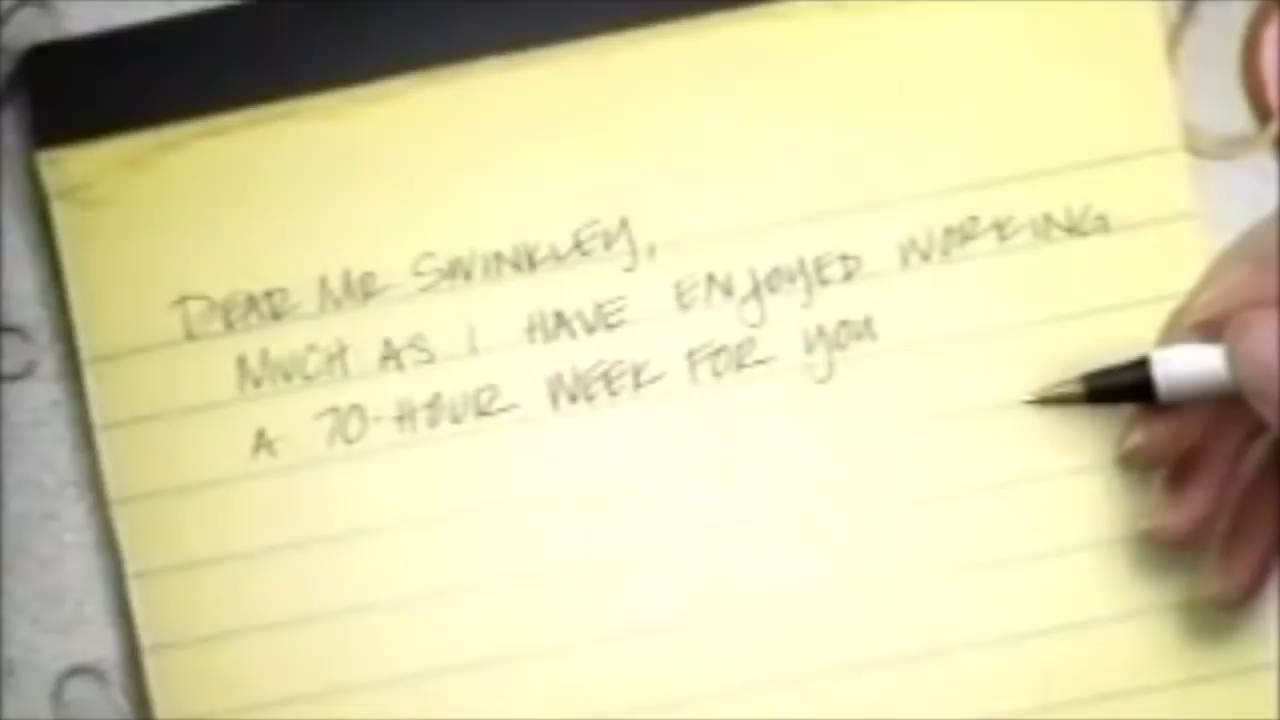 DEAR MR SWINKLEY,
MUCH AS I HAVE ENJOYED WORKING
A 70-HOUR WEEK FOR YOU